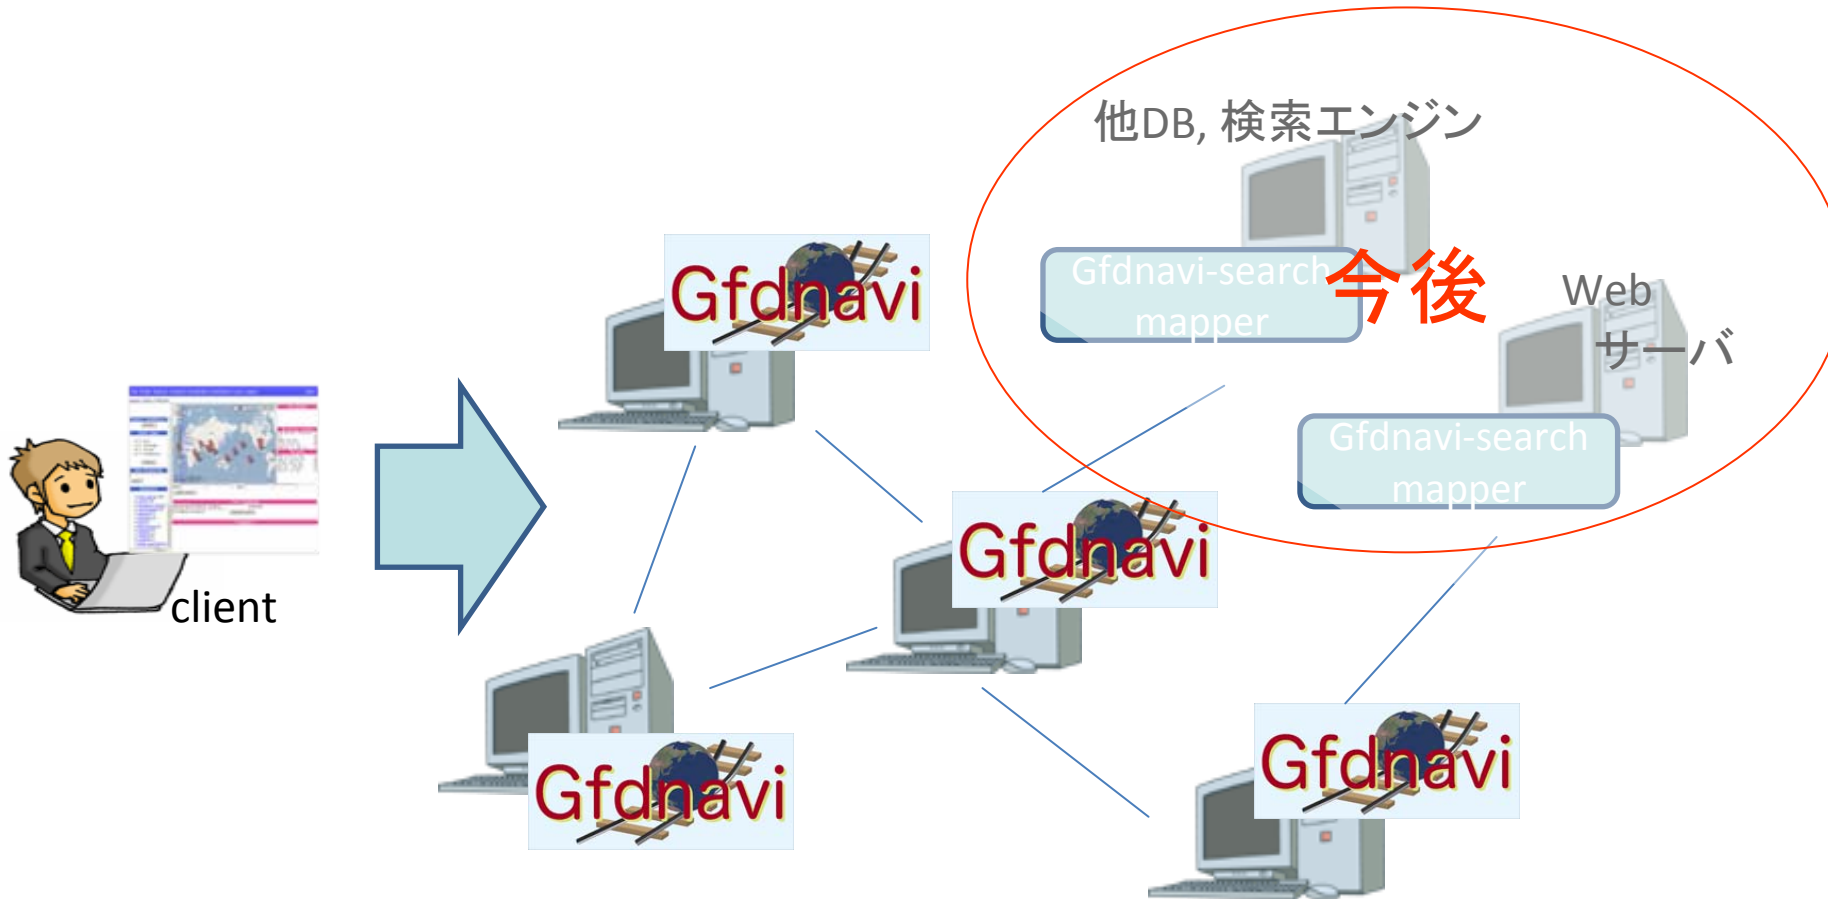 他DB, 検索エンジン
Gfdnavi
Gfdnavi-search
mapper
今後
Web
サーバ
Gfdnavi-search
mapper
client
Gfdnavi
Gfdnavi
Gfdnavi